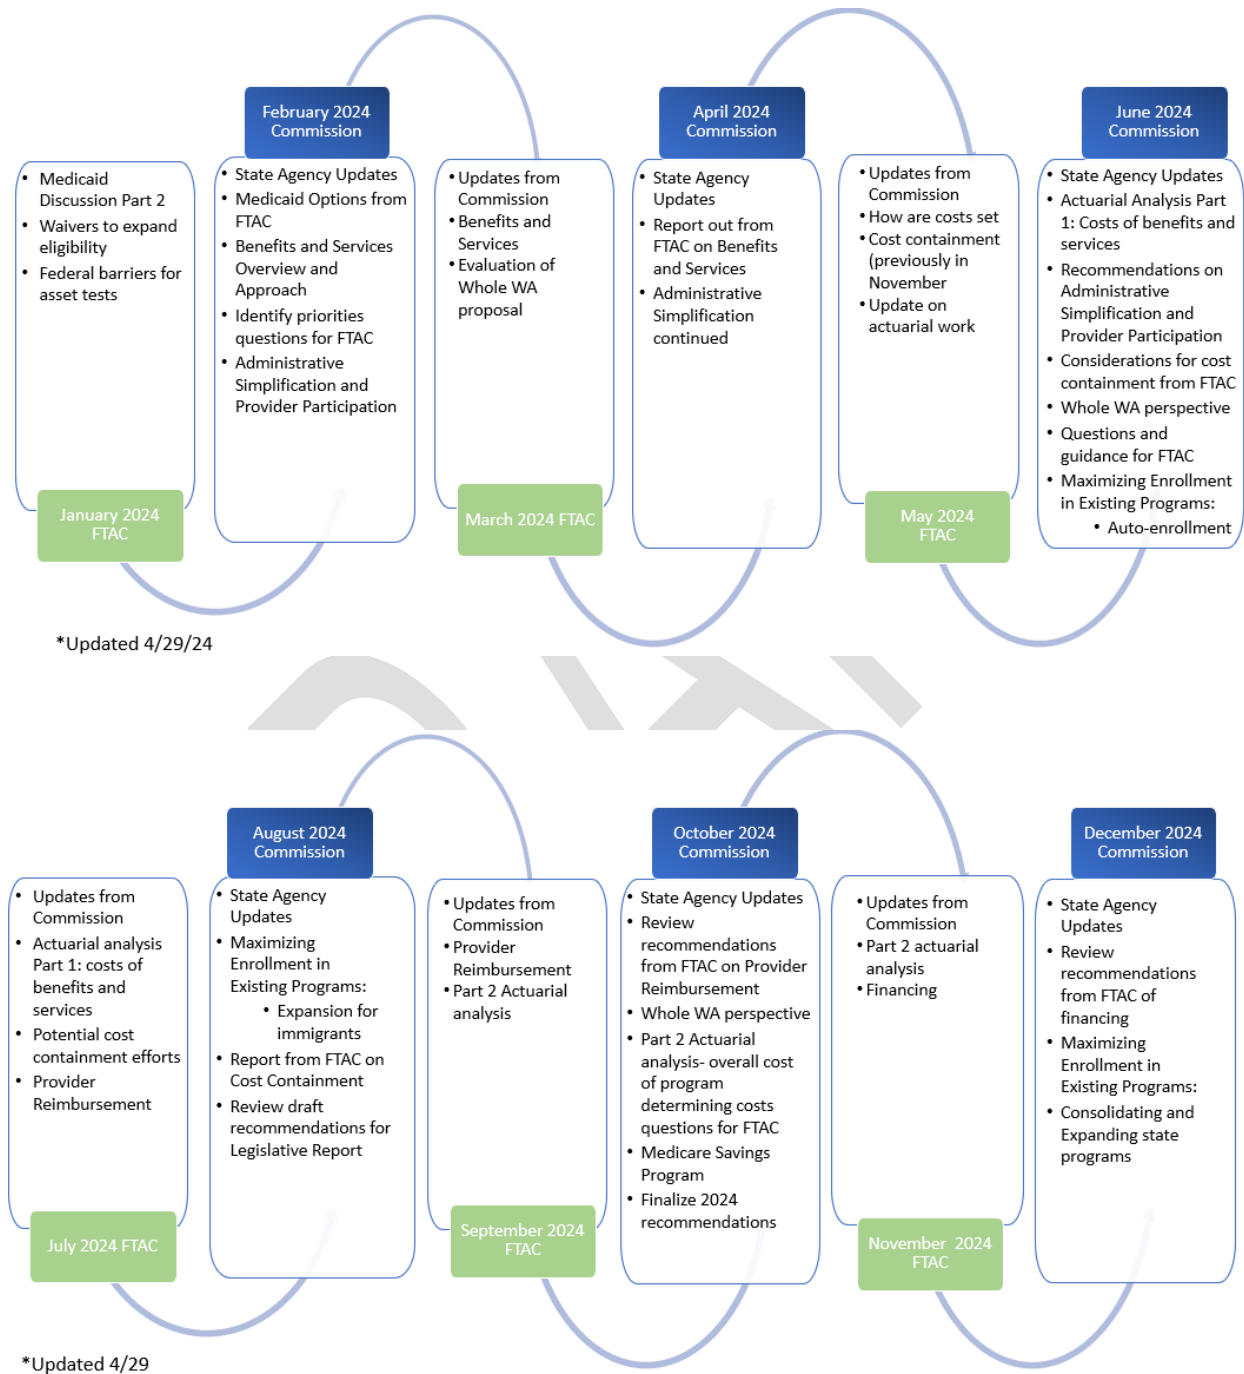 February 2024
Commission
April 2024
Commission
June 2024
Commission
• Medicaid
Discussion Part 2
• Waivers to expand
eligibility
• Federal barriers for
asset tests
January 2024
FTAC
• State Agency Updates
• Medicaid Options from
FTAC
• Benefits and Services
Overview and
Approach
• Identify priorities
questions for FTAC
• Administrative
Simplification and
Provider Participation
• Updates from
Commission
• Benefits and
Services
• Evaluation of
Whole WA
proposal
March 2024 FTAC
• State Agency
Updates
• Report out from
FTAC on Benefits
and Services
• Administrative
Simplification
continued
• Updates from
Commission
• How are costs set
• Cost containment
(previously in
November
• Update on
actuarial work
May 2024
FTAC
• State Agency Updates
• Actuarial Analysis Part
1: Costs of benefits and
services
• Recommendations on
Administrative
Simplification and
Provider Participation
• Considerations for cost
containment from FTAC
• Whole WA perspective
• Questions and
guidance for FTAC
• Maximizing Enrollment
in Existing Programs:
• Auto-enrollment
*Updated 4/29/24
August 2024
Commission
October 2024
Commission
December 2024
Commission
• Updates from
Commission
• Actuarial analysis
Part 1: costs of
benefits and
services
• Potential cost
containment efforts
• Provider
Reimbursement
July 2024 FTAC
• State Agency
Updates
• Maximizing
Enrollment in
Existing Programs:
• Expansion for
immigrants
• Report from FTAC on
Cost Containment
• Review draft
recommendations for
Legislative Report
• Updates from
Commission
• Provider
Reimbursement
• Part 2 Actuarial
analysis
September 2024
FTAC
• State Agency Updates
• Review
recommendations
from FTAC on Provider
Reimbursement
• Whole WA perspective
• Part 2 Actuarial
analysis- overall cost
of program
determining costs
questions for FTAC
• Medicare Savings
Program
• Finalize 2024
recommendations
• Updates from
Commission
• Part 2 actuarial
analysis
• Financing
November 2024
FTAC
• State Agency
Updates
• Review
recommendations
from FTAC of
financing
• Maximizing
Enrollment in
Existing Programs:
• Consolidating and
Expanding state
programs
*Updated 4/29